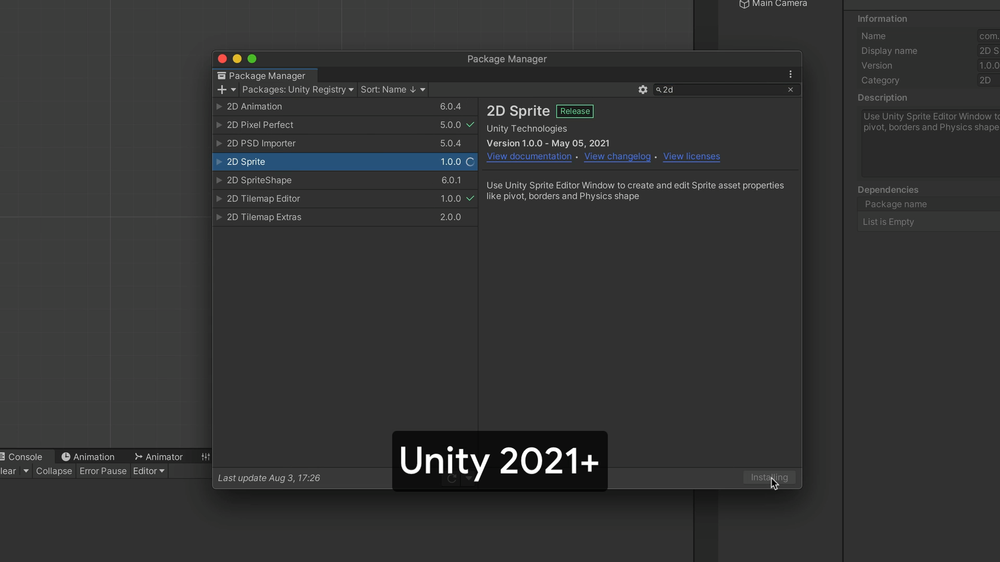 Main Camera
Information
Name com.
Display name 2D S
Version 1.0.0
Category 2D
Description
Use Unity Sprite Editor Window to
pivot, borders and Physics shape
Dependencies
Package name
List is Empty
Package Manager
Package Manager
Packages: Unity Registry Sort: Name ↓ 2d
2D Animation 6.0.4
2D Pixel Perfect 5.0.0
2D PSD Importer 5.0.4
2D Sprite 1.0.0
2D SpriteShape 6.0.1
2D Tilemap Editor 1.0.0
2D Tilemap Extras 2.0.0
2D Sprite Release
Unity Technologies
Version 1.0.0 - May 05, 2021
View documentation • View changelog • View licenses
Use Unity Sprite Editor Window to create and edit Sprite asset properties
like pivot, borders and Physics shape
Unity 2021+
Last update Aug 3, 17:26
Installing
Console Animation Animator
lear Collapse Error Pause Editor